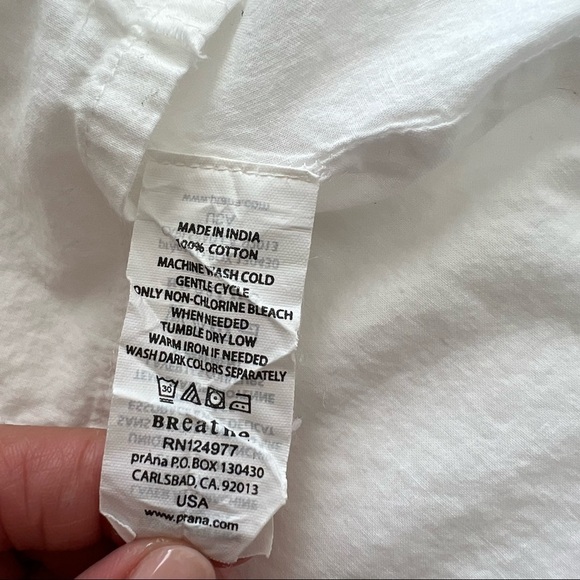 MADE IN INDIA
100% COTTON
MACHINE WASH COLD
GENTLE CYCLE
ONLY NON-CHLORINE BLEACH
WHEN NEEDED
TUMBLE DRY LOW
WARM IRON IF NEEDED
WASH DARK COLORS SEPARATELY
30
BReatHe
RN124977
prAna P.O. BOX 130430
CARLSBAD, CA. 92013
USA
www.prana.com